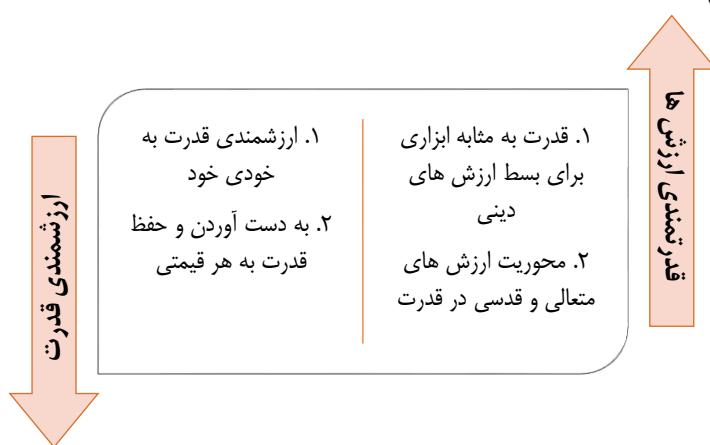 قدرتمندی ارزش ها
۱. قدرت به مثابه ابزاری
برای بسط ارزش های
دینی
۲. محوریت ارزش های
متعالی و قدسی در قدرت
۱. ارزشمندی قدرت به
خودی خود
۲. به دست آوردن و حفظ
قدرت به هر قیمتی
ارزشمندی قدرت